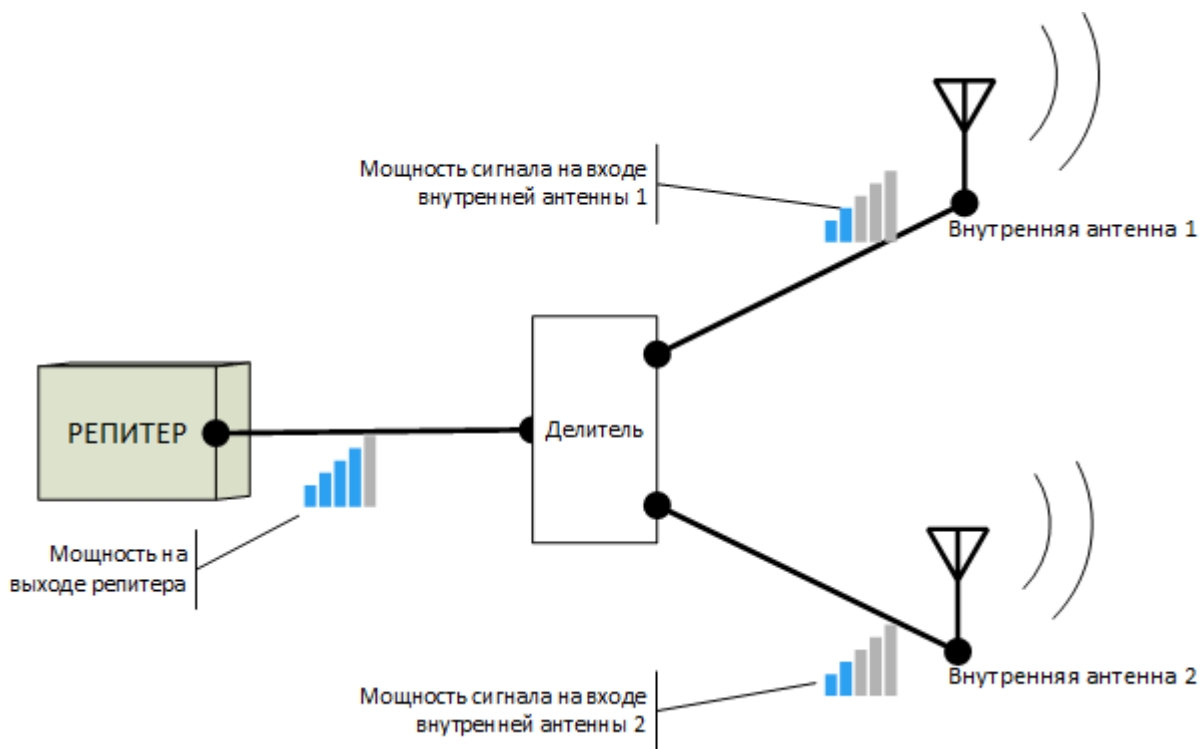 Мощность сигнала на входе
внутренней антенны 1
Внутренняя антенна 1
РЕПИТЕР
Делитель
Мощность на
выходе репитера
Мощность сигнала на входе
внутренней антенны 2
Внутренняя антенна 2